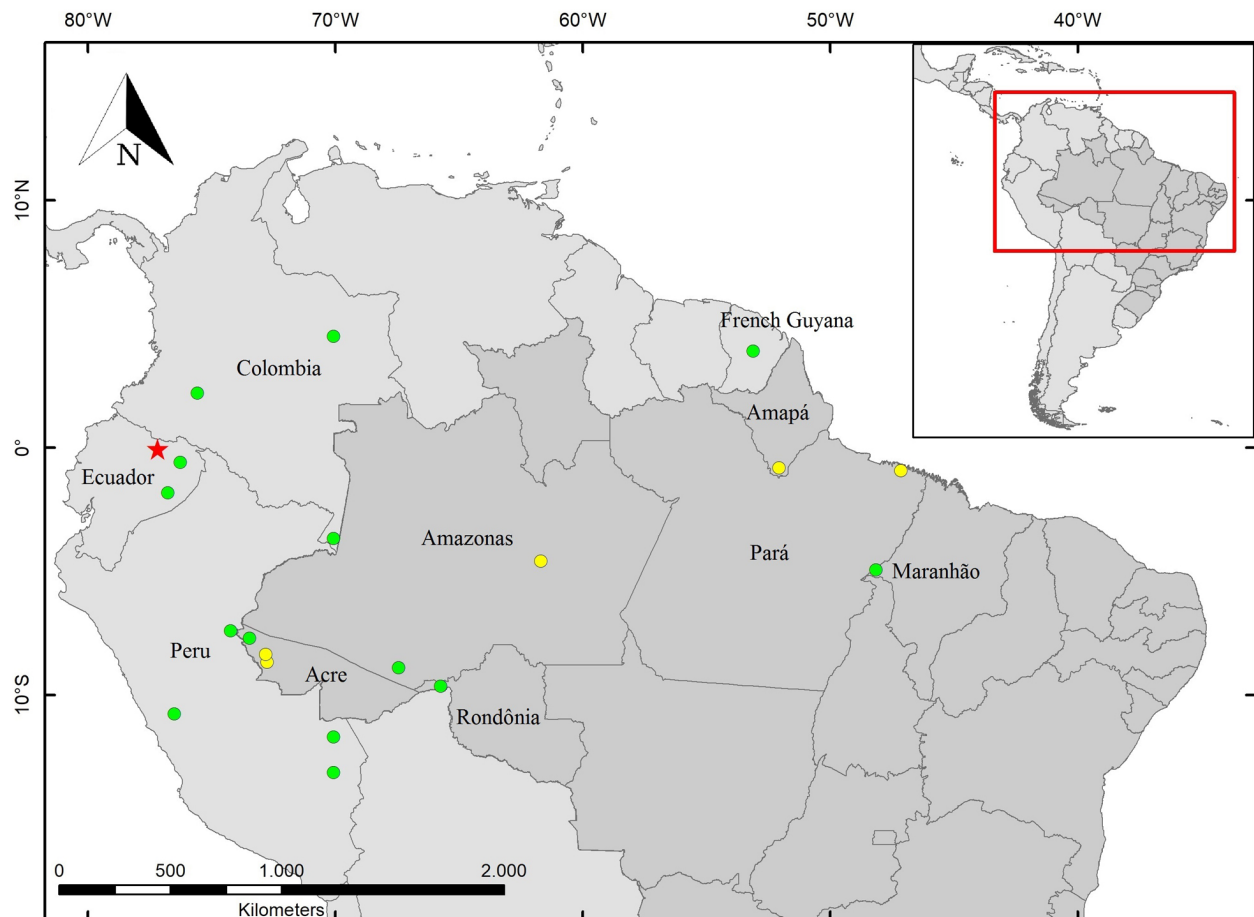 80°W 70°W 60°W 50°W 40°W
N
10°N
French Guyana
Colombia
Amapá
0°
Ecuador
Amazonas
Pará
Maranhão
Peru
Acre
10°S
Rondônia
0 500 1.000 2.000
Kilometers